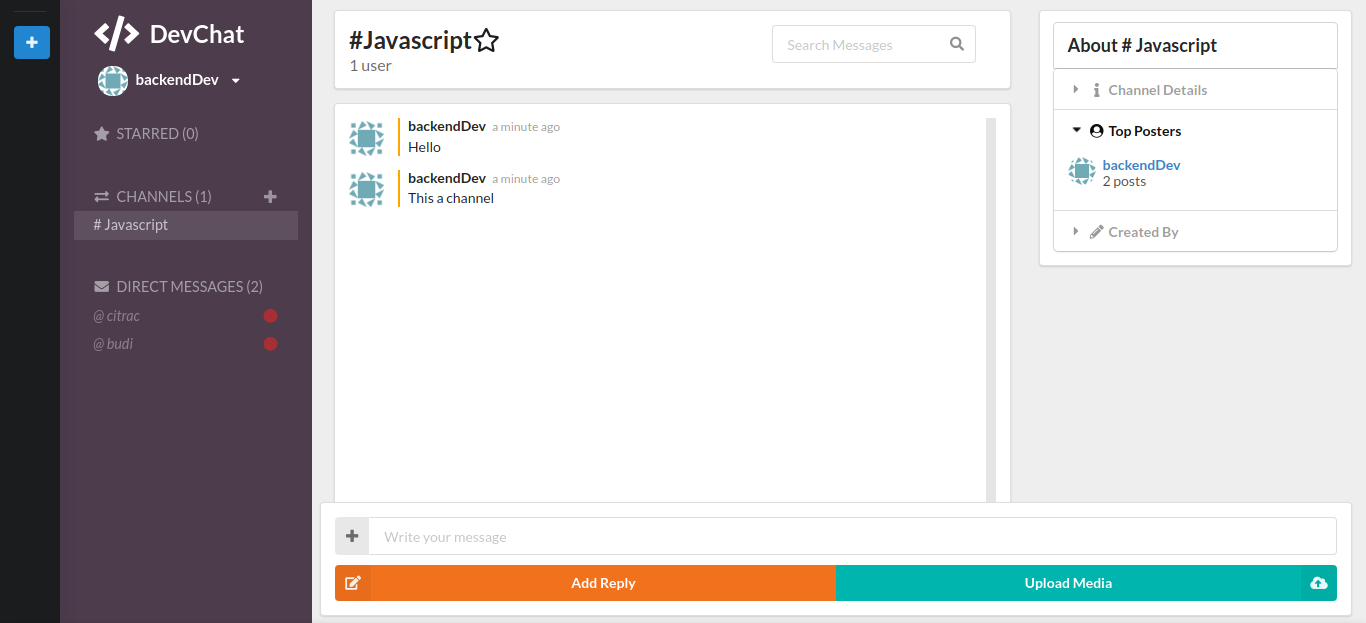 DevChat
backendDev
STARRED (0)
CHANNELS (1)
# Javascript
DIRECT MESSAGES (2)
@ citrac
@ budi
#Javascript
1 user
Search Messages
backendDev a minute ago
Hello
backendDev a minute ago
This a channel
Write your message
Add Reply
Upload Media
About # Javascript
Channel Details
Top Posters
backendDev
2 posts
Created By